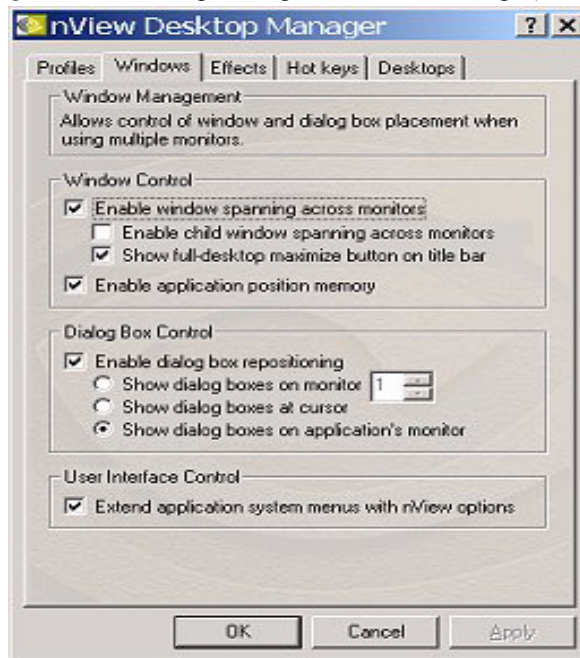 nView Desktop Manager
Profiles Windows Effects Hot keys Desktops
Window Management
Allows control of window and dialog box placement when
using multiple monitors.
Window Control
Enable window spanning across monitors
Enable child window spanning across monitors
Show full-desktop maximize button on title bar
Enable application position memory
Dialog Box Control
Enable dialog box repositioning
Show dialog boxes on monitor 1
Show dialog boxes at cursor
Show dialog boxes on application's monitor
User Interface Control
Extend application system menus with nView options
OK Cancel Apply